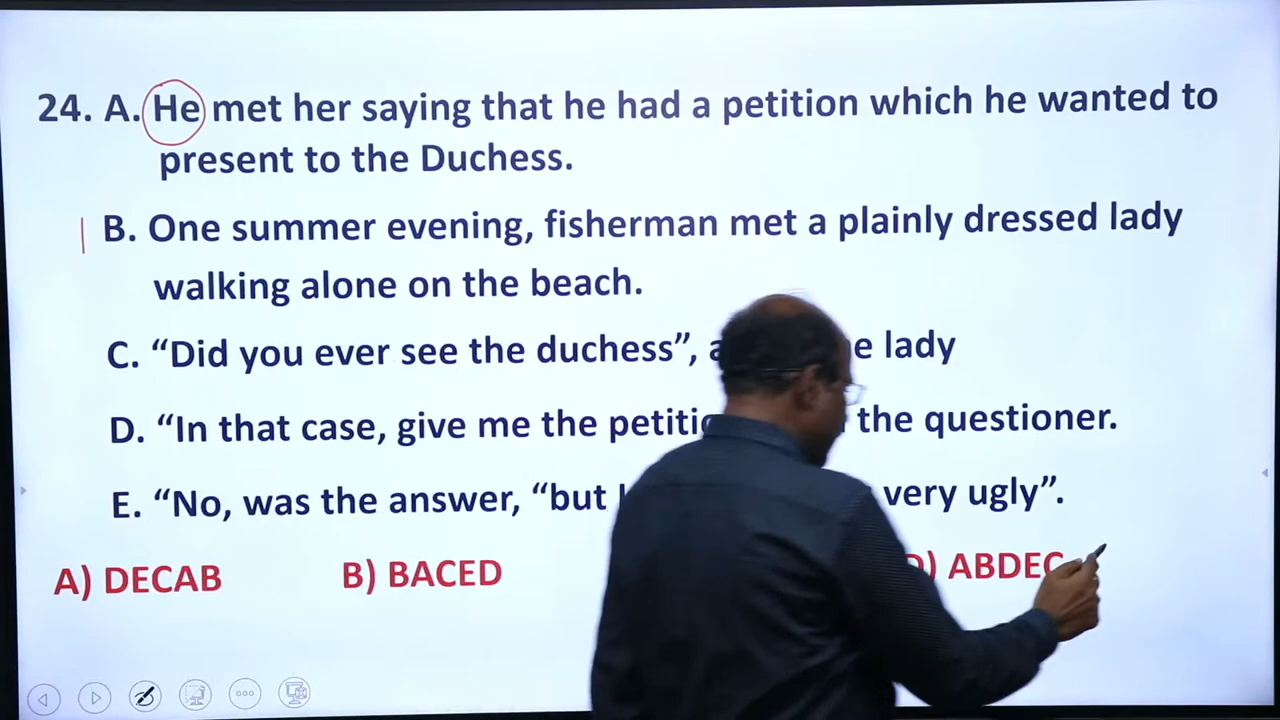 24. A. He met her saying that he had a petition which he wanted to
present to the Duchess.
B. One summer evening, fisherman met a plainly dressed lady
walking alone on the beach.
C. “Did you ever see the duchess”, lady
D. “In that case, give me the the questioner.
E. “No, was the answer, “but very ugly”.
A) DECAB B) BACED D) ABDEC